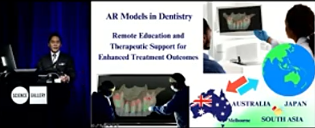 AR Models in Dentistry
Remote Education and
Therapeutic Support for
Enhanced Treatment Outcomes
SCIENCE
GALLERY
AUSTRALIA
JAPAN
Melbourne
SOUTH ASIA